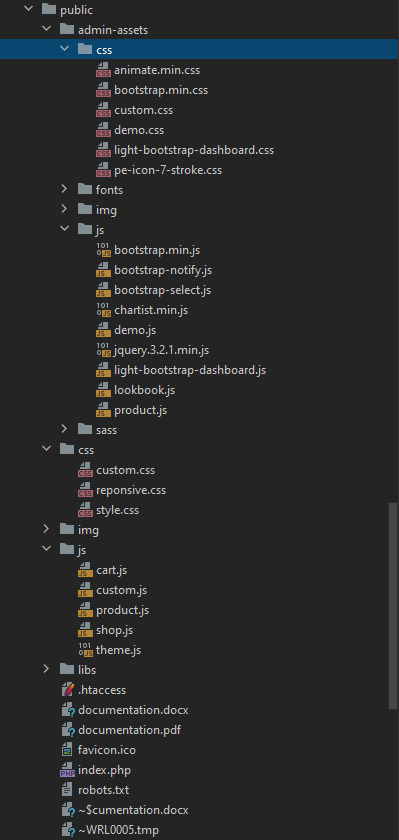 public
admin-assets
css
animate.min.css
bootstrap.min.css
custom.css
demo.css
light-bootstrap-dashboard.css
pe-icon-7-stroke.css
fonts
img
js
bootstrap.min.js
bootstrap-notify.js
bootstrap-select.js
chartist.min.js
demo.js
jquery.3.2.1.min.js
light-bootstrap-dashboard.js
lookbook.js
product.js
sass
css
custom.css
reponsive.css
style.css
img
js
cart.js
custom.js
product.js
shop.js
theme.js
libs
.htaccess
documentation.docx
documentation.pdf
favicon.ico
index.php
robots.txt
~$cumentation.docx
~WRL0005.tmp